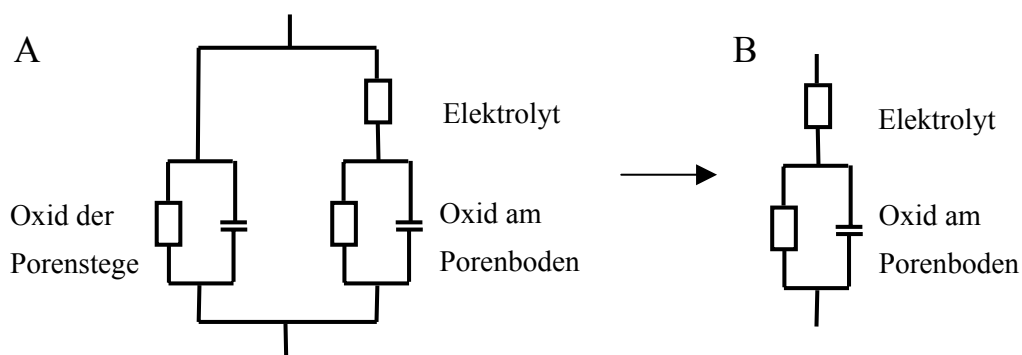 A
Elektrolyt
Oxid der
Porenstege
Oxid am
Porenboden
B
Elektrolyt
Oxid am
Porenboden